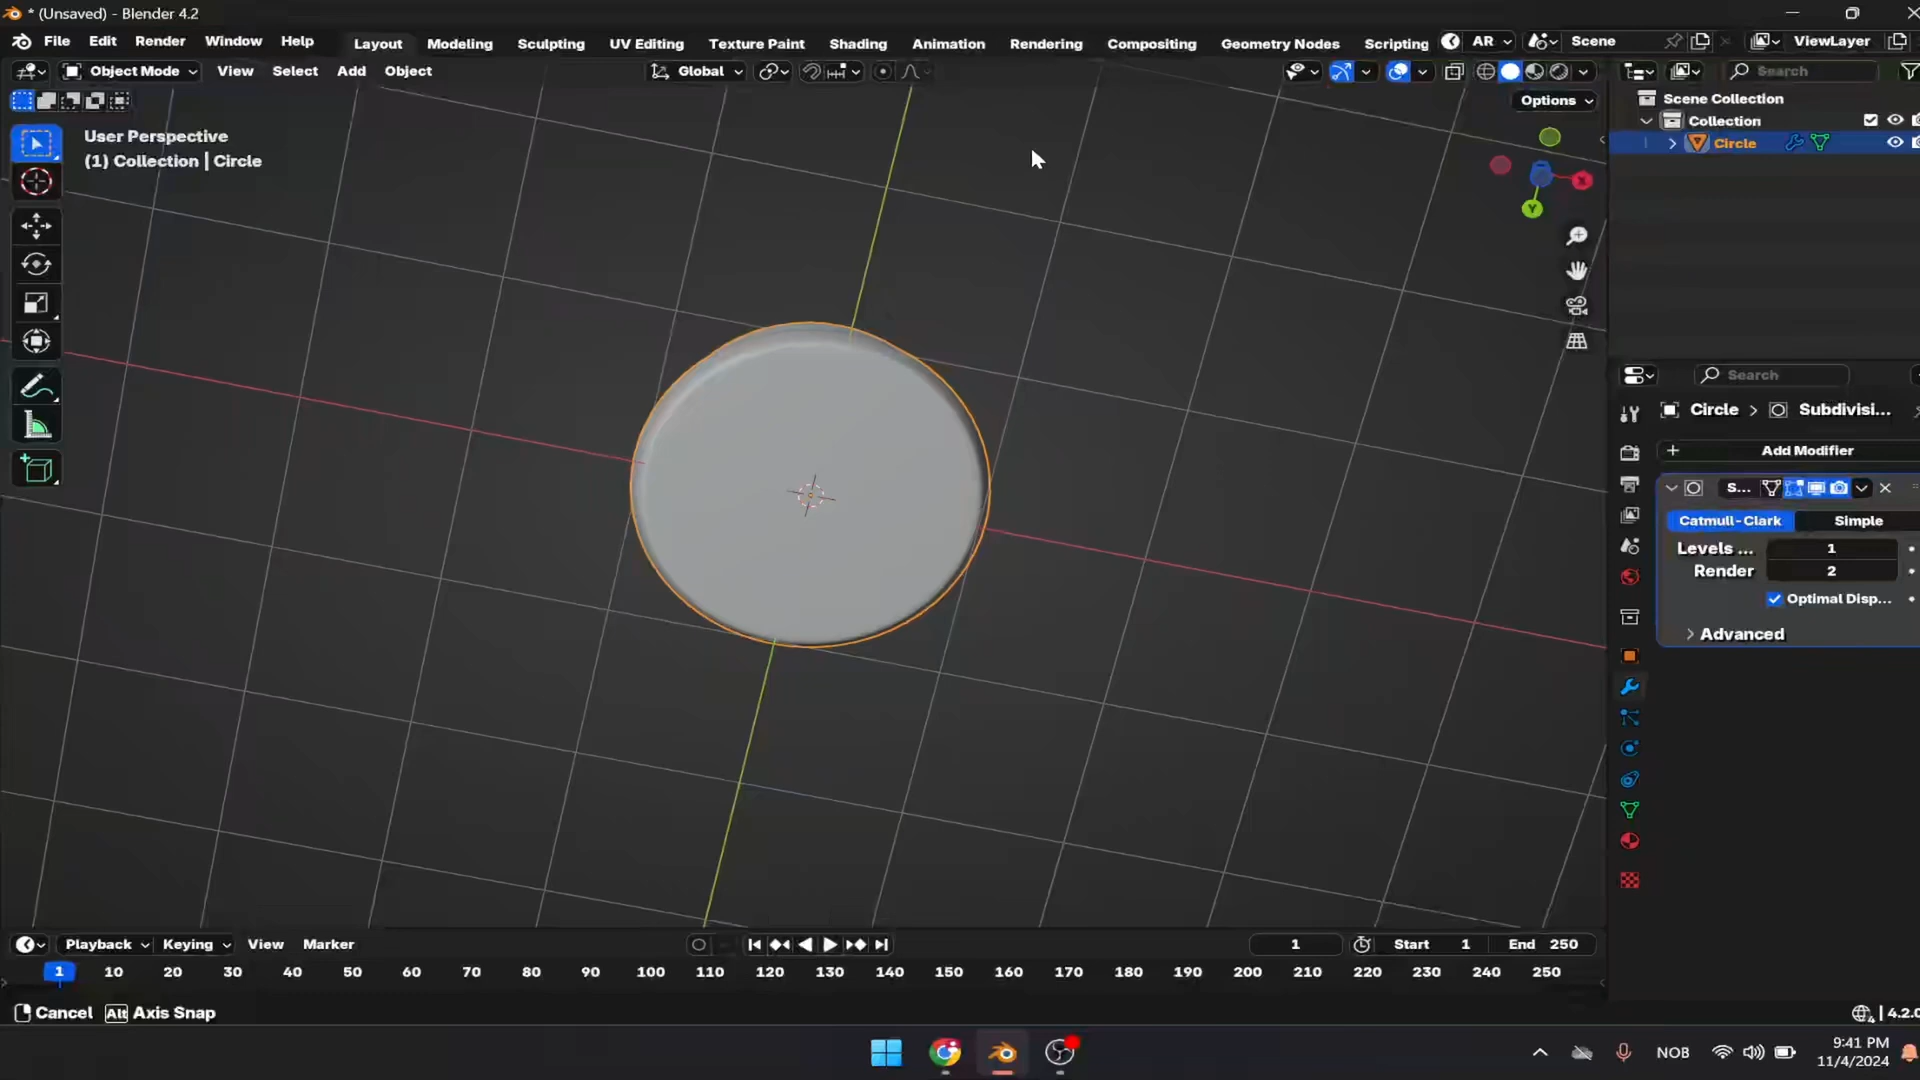 * (Unsaved) - Blender 4.2
File Edit Render Window Help Layout Modeling Sculpting UV Editing Texture Paint Shading Animation Rendering Compositing Geometry Nodes Scripting AR Scene ViewLayer
Object Mode View Select Add Object Global Search
Options
Scene Collection
Collection
Circle
User Perspective
(1) Collection | Circle
X
Y
Search
Circle > Subdivisi...
Add Modifier
S...
Catmull-Clark Simple
Levels ... 1
Render 2
Optimal Disp...
Advanced
Playback Keying View Marker 1 Start 1 End 250
1 10 20 30 40 50 60 70 80 90 100 110 120 130 140 150 160 170 180 190 200 210 220 230 240 250
Cancel Alt Axis Snap
4.2.0
NOB
9:41 PM
11/4/2024